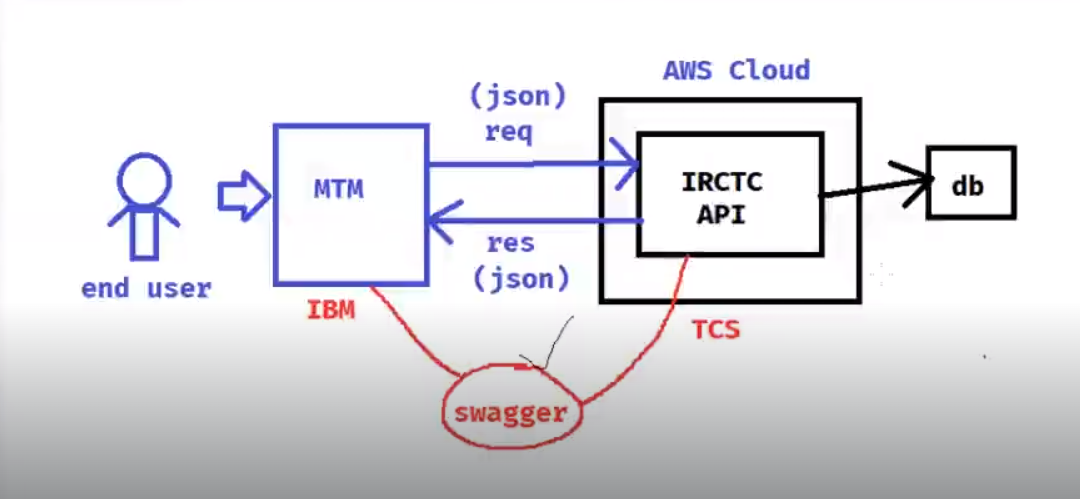 AWS Cloud
(json)
req
MTM
IRCTC
API
db
res
(json)
end user
IBM
TCS
swagger